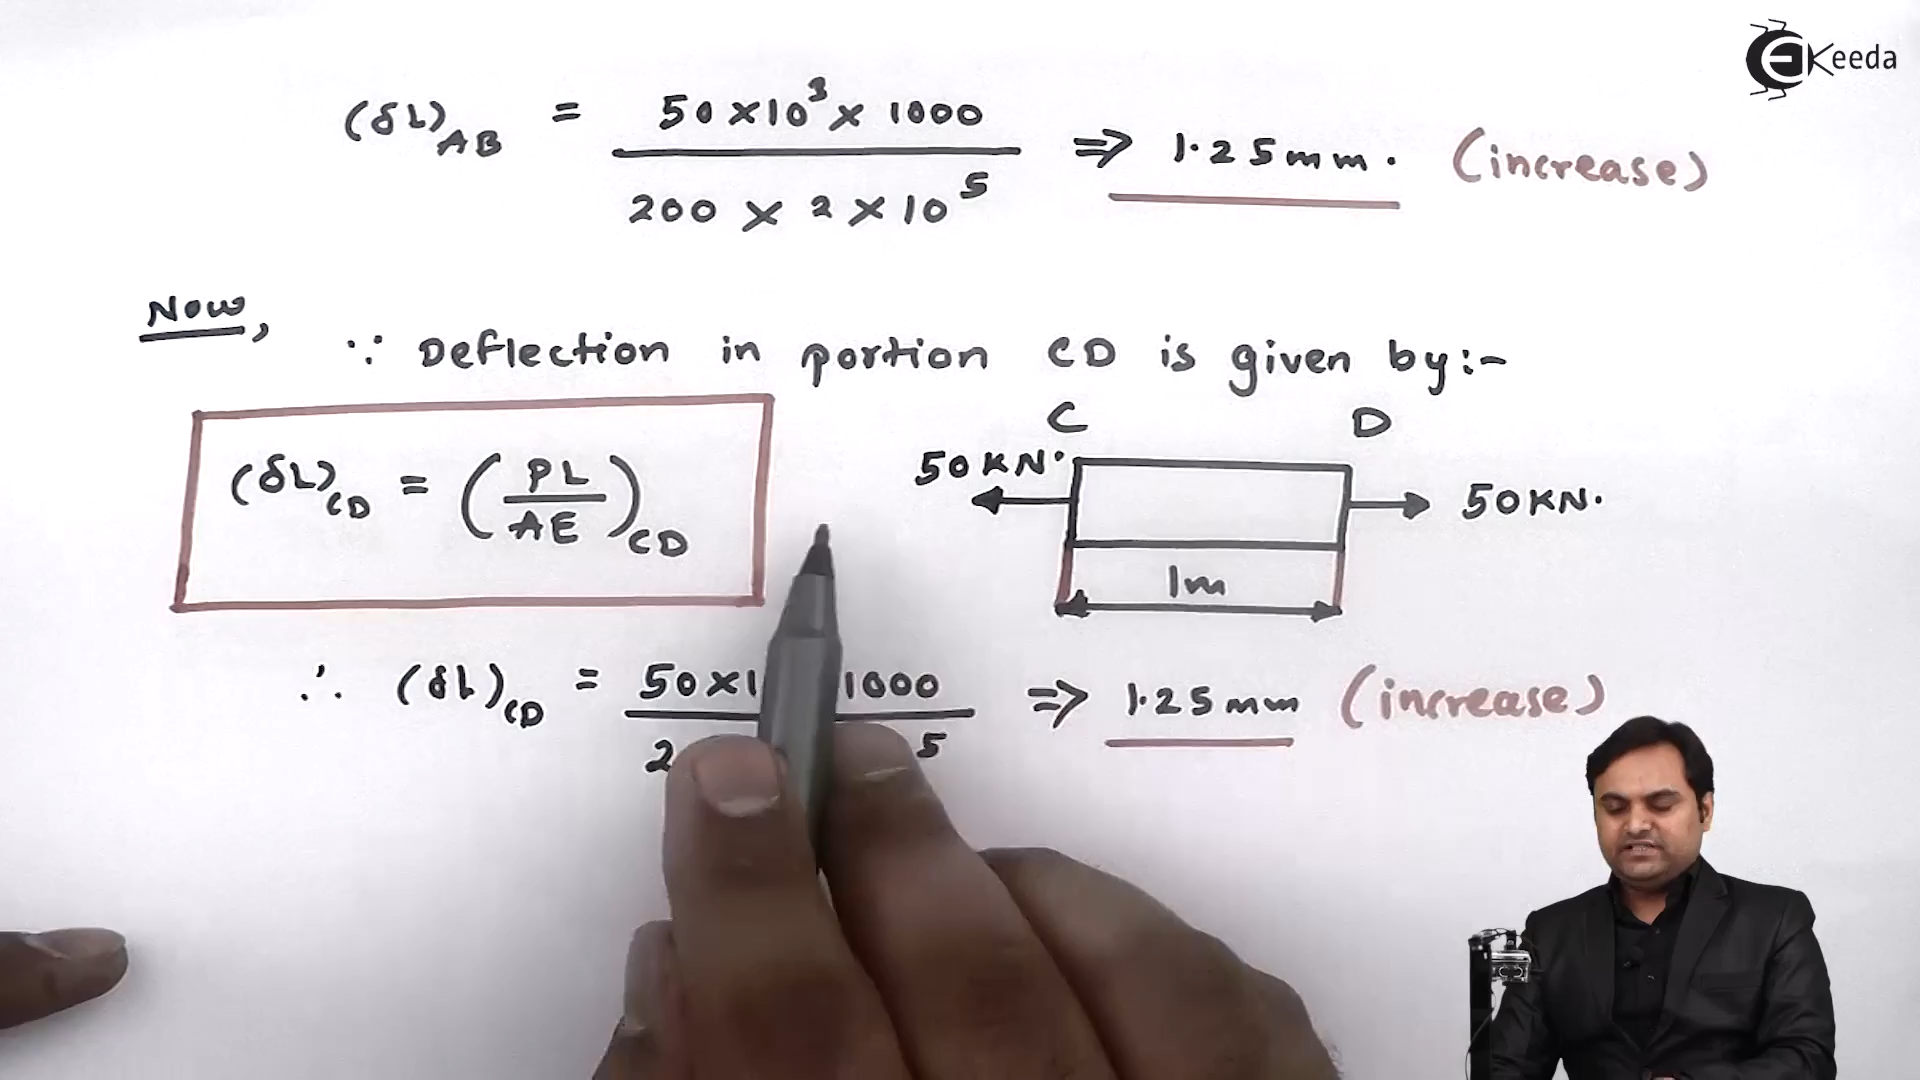 Keeda
(δL)AB = 50×10³×1000 / 200×2×10⁵ ⇒ 1.25mm. (increase)
Now,
∵ Deflection in portion CD is given by:-
C D
(δL)CD = (PL/AE)CD
50KN. 50KN.
1m
∴ (δL)CD = 50×1 1000 / 2 5 ⇒ 1.25mm (increase)